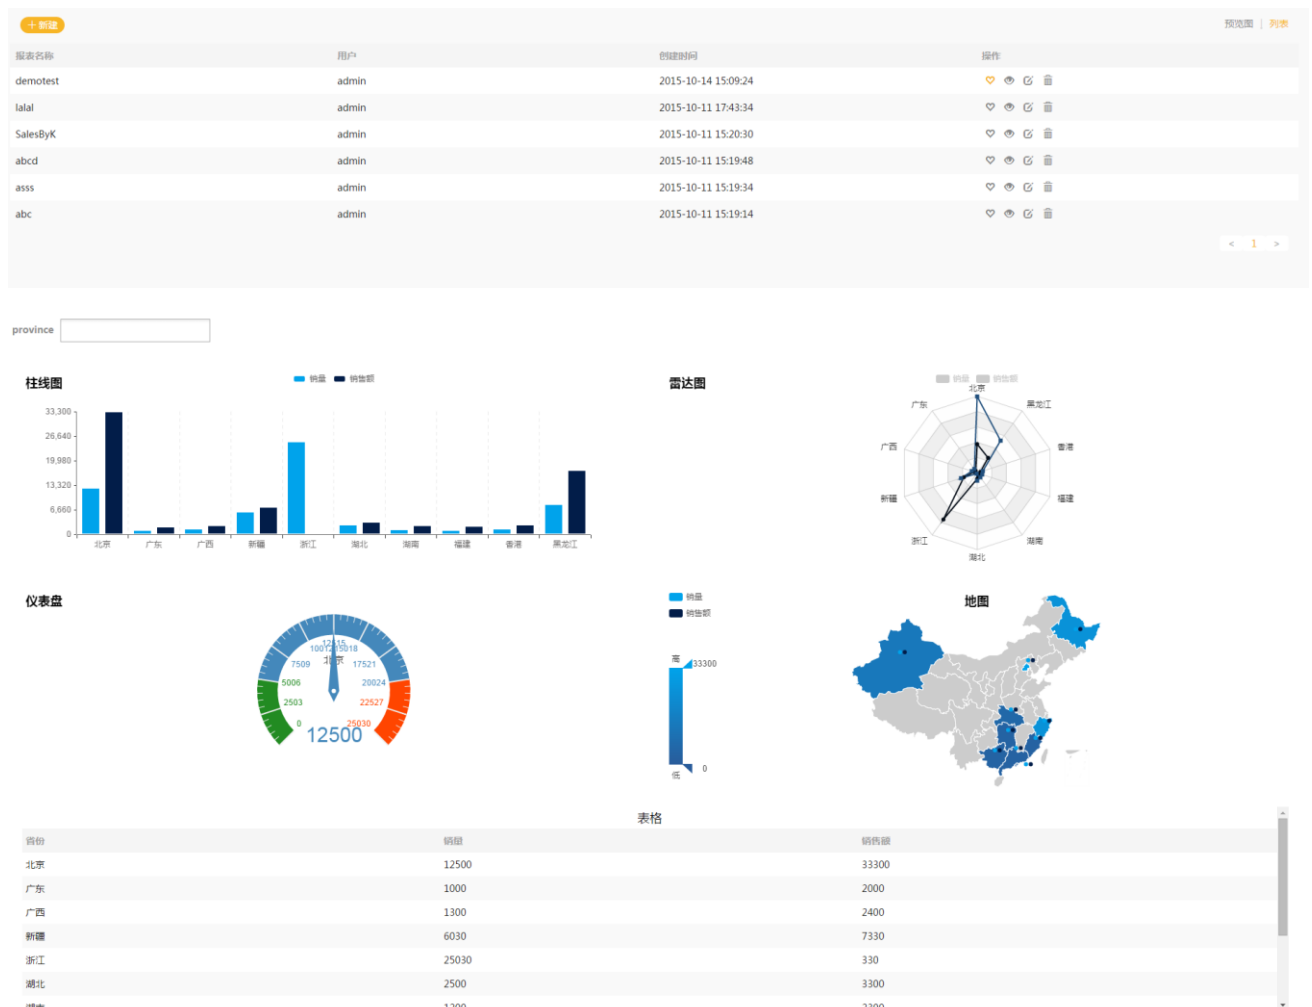 ＋新建
预览图 | 列表
报表名称 用户 创建时间 操作
demotest admin 2015-10-14 15:09:24
lalal admin 2015-10-11 17:43:34
SalesByK admin 2015-10-11 15:20:30
abcd admin 2015-10-11 15:19:48
asss admin 2015-10-11 15:19:34
abc admin 2015-10-11 15:19:14
< 1 >
province
柱线图
销量 销售额
33,300
26,640
19,980
13,320
6,660
0
北京 广东 广西 新疆 浙江 湖北 湖南 福建 香港 黑龙江
雷达图
销量 销售额
北京
广东 黑龙江
广西 香港
新疆 福建
浙江 湖南
湖北
仪表盘
12515
10012 15018
北京
7509 17521
5006 20024
2503 22527
0 25030
12500
销量
销售额
高 33300
低 0
地图
表格
省份 销量 销售额
北京 12500 33300
广东 1000 2000
广西 1300 2400
新疆 6030 7330
浙江 25030 330
湖北 2500 3300
湖南